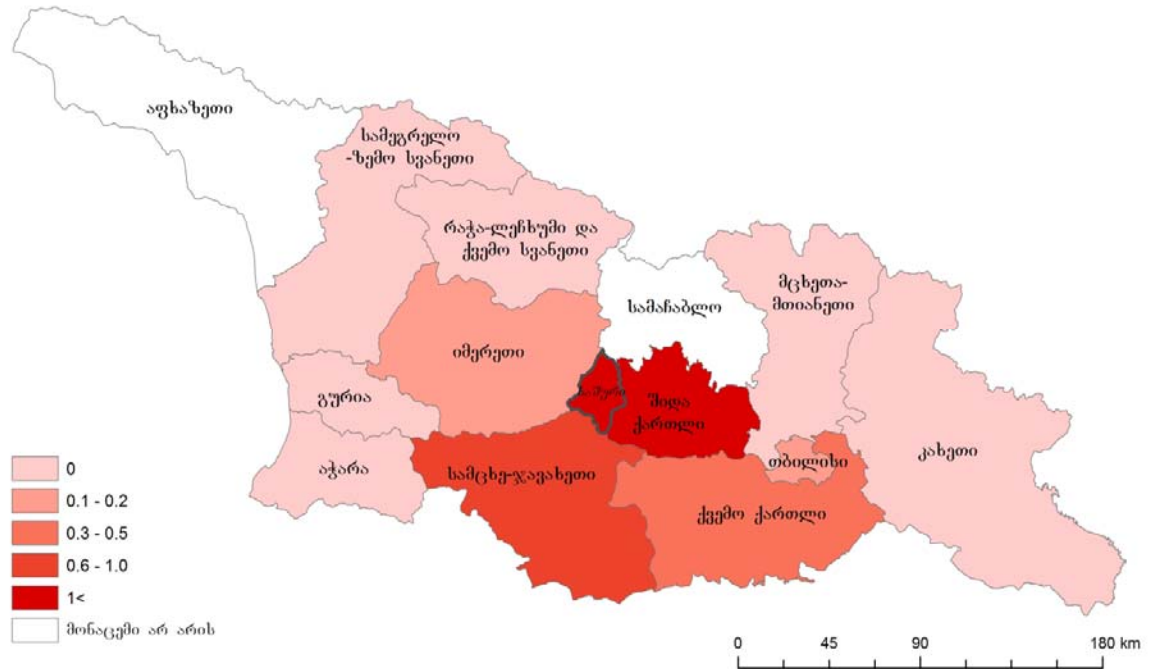 აფხაზეთი
სამეგრელო
-ზემო სვანეთი
რაჭა-ლეჩხუმი და
ქვემო სვანეთი
მცხეთა-
მთიანეთი
სამაჩაბლო
იმერეთი
გურია
შიდა
ქართლი
კახეთი
აჭარა
სამცხე-ჯავახეთი
თბილისი
ქვემო ქართლი
0
0.1 - 0.2
0.3 - 0.5
0.6 - 1.0
1<
მონაცემი არ არის
0 45 90 180 km